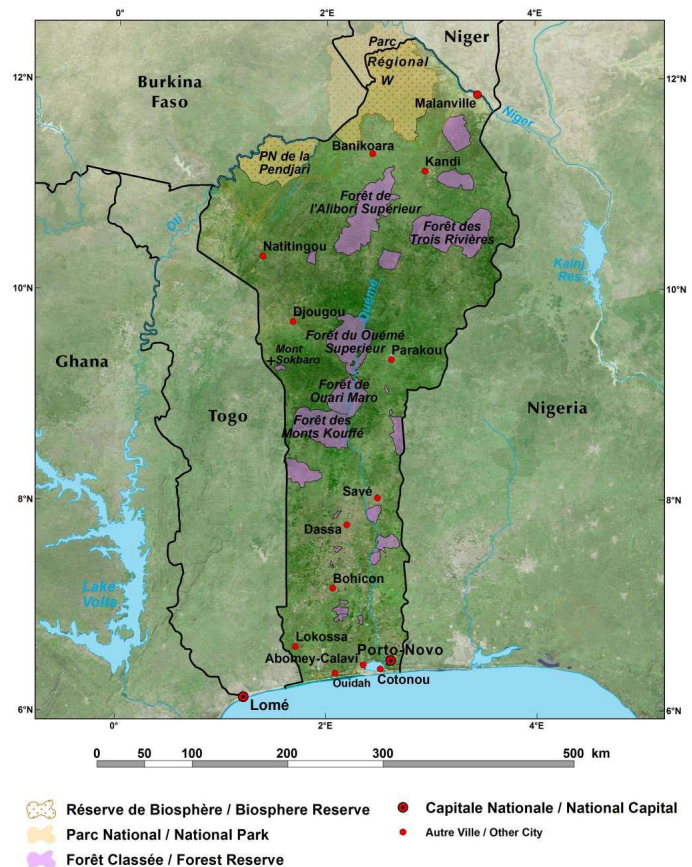 0°
2°E
4°E
Niger
Parc
Régional
W
12°N
12°N
Burkina
Faso
Malanville
Niger
Banikoara
PN de la
Pendjari
Kandi
Forêt de
l'Alibori Supérieur
Forêt des
Trois Rivières
Oti
Natitingou
Kainj
Res.
10°N
10°N
Ouémé
Djougou
Forêt du Ouémé
Superieur
Mont
Sokbaro
Parakou
Ghana
Forêt de
Ouari Maro
Togo
Nigeria
Forêt des
Monts Kouffé
8°N
8°N
Savé
Dassa
Bohicon
Lake
Volta
Lokossa
Porto-Novo
Abomey-Calavi
Ouidah
Cotonou
6°N
Lomé
6°N
0°
2°E
4°E
0 50 100 200 300 500 km
Réserve de Biosphère / Biosphere Reserve
Capitale Nationale / National Capital
Parc National / National Park
Autre Ville / Other City
Forêt Classée / Forest Reserve